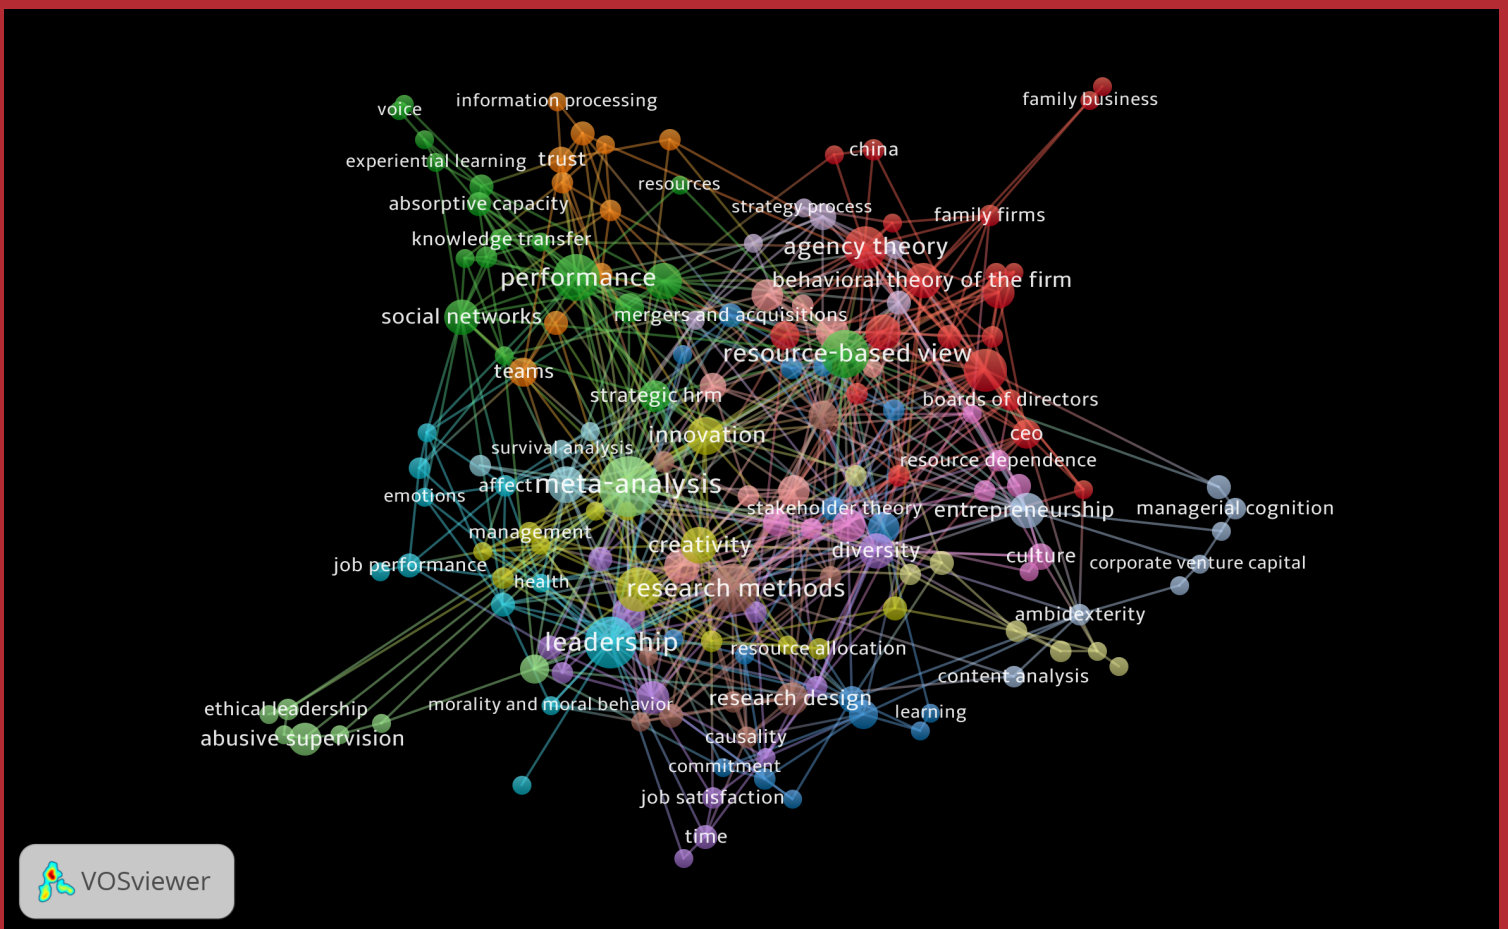 family business
information processing
voice
china
experiential learning
trust
resources
absorptive capacity
strategy process
family firms
knowledge transfer
agency theory
performance
behavioral theory of the firm
social networks
mergers and acquisitions
resource-based view
teams
strategic hrm
boards of directors
innovation
ceo
survival analysis
resource dependence
affect
meta-analysis
emotions
stakeholder theory
entrepreneurship
managerial cognition
management
creativity
diversity
culture
job performance
corporate venture capital
health
research methods
ambidexterity
leadership
resource allocation
content analysis
research design
morality and moral behavior
ethical leadership
learning
abusive supervision
causality
commitment
job satisfaction
time
VOSviewer